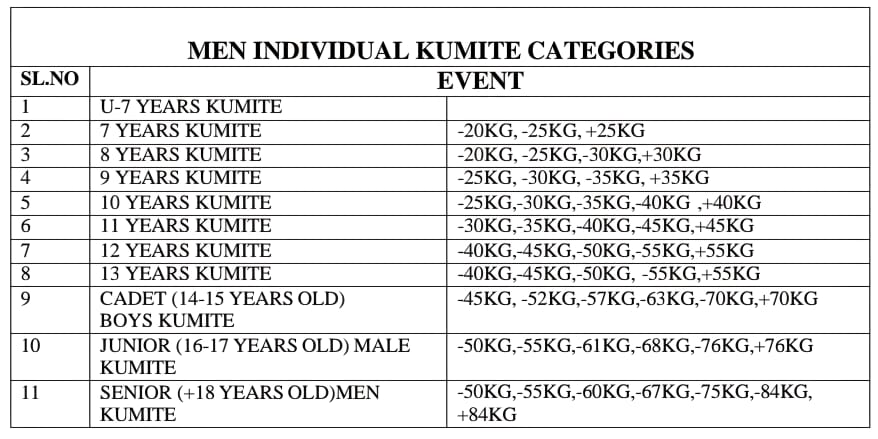 MEN INDIVIDUAL KUMITE CATEGORIES
SL.NO EVENT
1 U-7 YEARS KUMITE
2 7 YEARS KUMITE -20KG, -25KG, +25KG
3 8 YEARS KUMITE -20KG, -25KG,-30KG,+30KG
4 9 YEARS KUMITE -25KG, -30KG, -35KG, +35KG
5 10 YEARS KUMITE -25KG,-30KG,-35KG,-40KG ,+40KG
6 11 YEARS KUMITE -30KG,-35KG,-40KG,-45KG,+45KG
7 12 YEARS KUMITE -40KG,-45KG,-50KG,-55KG,+55KG
8 13 YEARS KUMITE -40KG,-45KG,-50KG, -55KG,+55KG
9 CADET (14-15 YEARS OLD) -45KG, -52KG,-57KG,-63KG,-70KG,+70KG
BOYS KUMITE
10 JUNIOR (16-17 YEARS OLD) MALE -50KG,-55KG,-61KG,-68KG,-76KG,+76KG
KUMITE
11 SENIOR (+18 YEARS OLD)MEN -50KG,-55KG,-60KG,-67KG,-75KG,-84KG,
KUMITE +84KG